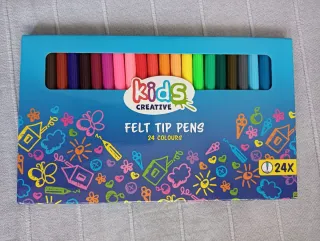 kids
CREATIVE
FELT TIP PENS
24 COLOURS
24X